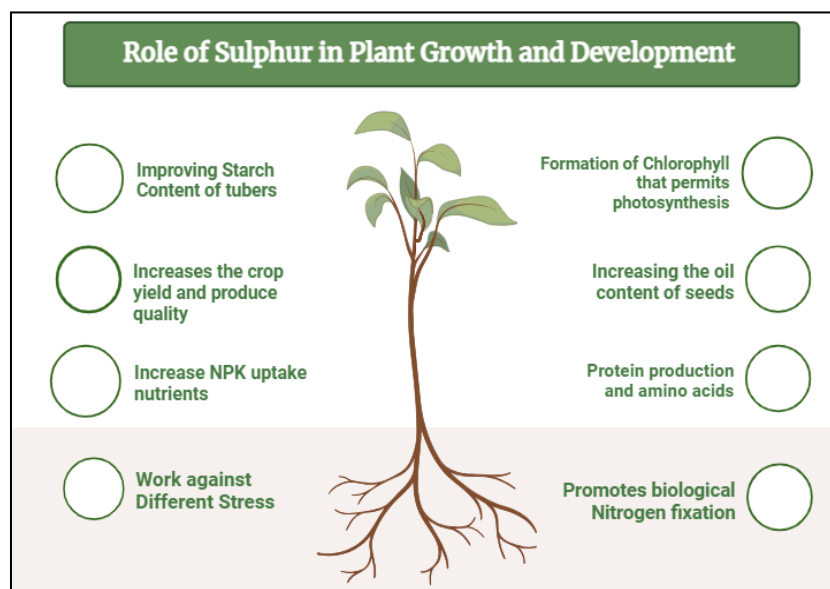 Role of Sulphur in Plant Growth and Development
Improving Starch
Content of tubers
Increases the crop
yield and produce
quality
Increase NPK uptake
nutrients
Work against
Different Stress
Formation of Chlorophyll
that permits
photosynthesis
Increasing the oil
content of seeds
Protein production
and amino acids
Promotes biological
Nitrogen fixation